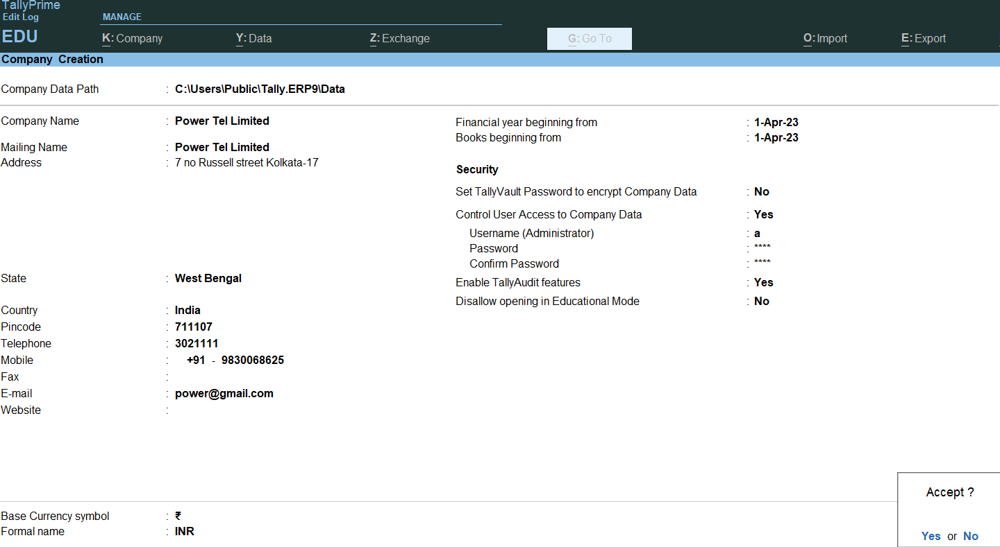 TallyPrime
Edit Log
MANAGE
EDU
K: Company
Y: Data
Z: Exchange
G: Go To
O: Import
E: Export
Company Creation
Company Data Path : C:\Users\Public\Tally.ERP9\Data
Company Name : Power Tel Limited
Mailing Name : Power Tel Limited
Address : 7 no Russell street Kolkata-17
State : West Bengal
Country : India
Pincode : 711107
Telephone : 3021111
Mobile : +91 - 9830068625
Fax :
E-mail : power@gmail.com
Website :
Financial year beginning from : 1-Apr-23
Books beginning from : 1-Apr-23
Security
Set TallyVault Password to encrypt Company Data : No
Control User Access to Company Data : Yes
Username (Administrator) : a
Password : ****
Confirm Password : ****
Enable TallyAudit features : Yes
Disallow opening in Educational Mode : No
Base Currency symbol : ₹
Formal name : INR
Accept ?
Yes or No